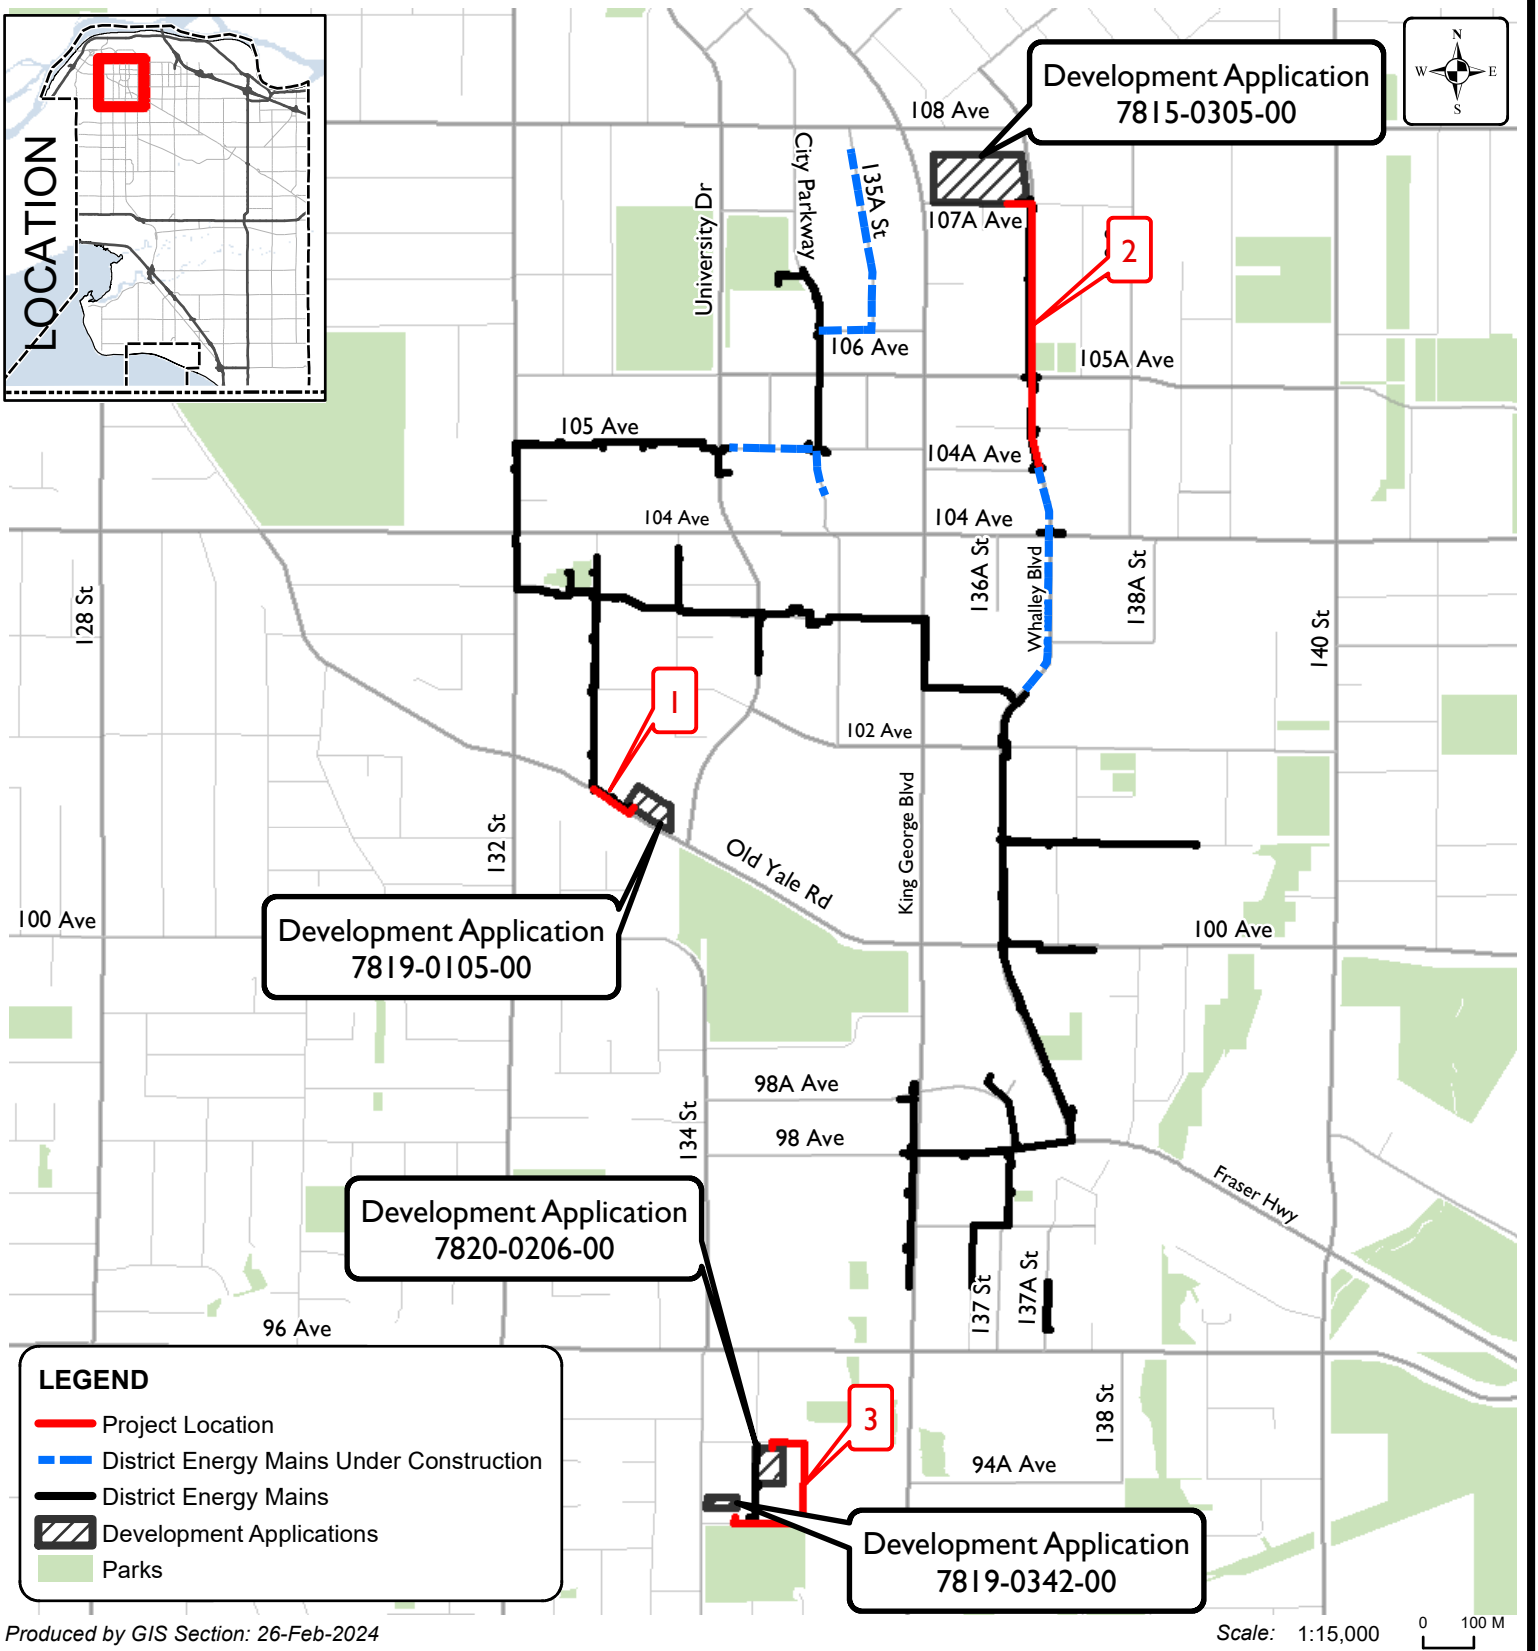 LOCATION
N
W E
S
Development Application
7815-0305-00
108 Ave
City Parkway
135A St
University Dr
107A Ave
2
106 Ave
105A Ave
105 Ave
104A Ave
104 Ave
104 Ave
136A St
Whalley Blvd
138A St
128 St
140 St
1
102 Ave
King George Blvd
132 St
Old Yale Rd
Development Application
7819-0105-00
100 Ave
100 Ave
98A Ave
134 St
98 Ave
Fraser Hwy
Development Application
7820-0206-00
137 St
137A St
96 Ave
138 St
3
94A Ave
Development Application
7819-0342-00
LEGEND
Project Location
District Energy Mains Under Construction
District Energy Mains
Development Applications
Parks
Produced by GIS Section: 26-Feb-2024
Scale: 1:15,000
0 100 M